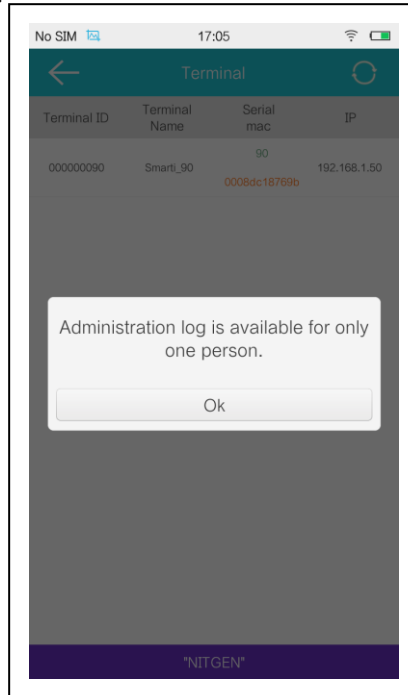 No SIM 17:05
Terminal
Terminal ID Terminal Name Serial mac IP
000000090 Smarti_90 90 0008dc18769b 192.168.1.50
Administration log is available for only
one person.
Ok
"NITGEN"